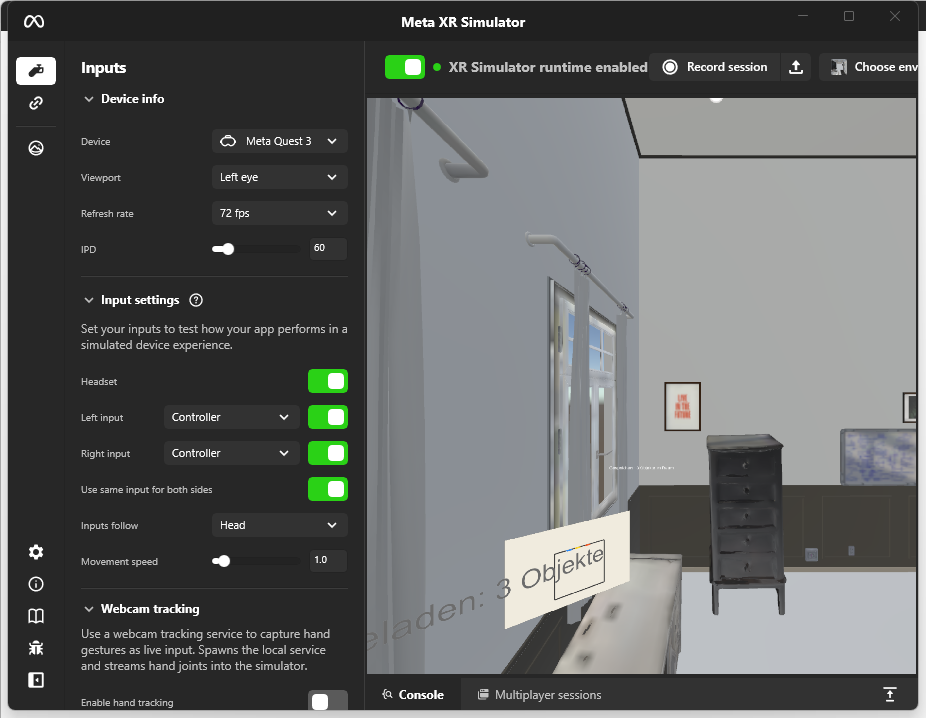 Meta XR Simulator
Inputs
XR Simulator runtime enabled
Record session
Choose env
Device info
Device
Meta Quest 3
Viewport
Left eye
Refresh rate
72 fps
IPD
60
Input settings
Set your inputs to test how your app performs in a
simulated device experience.
Headset
Left input
Controller
Right input
Controller
Use same input for both sides
Inputs follow
Head
Movement speed
1.0
Webcam tracking
Use a webcam tracking service to capture hand
gestures as live input. Spawns the local service
and streams hand joints into the simulator.
Enable hand tracking
LIVE
IN THE
FUTURE
eladen: 3 Objekte
Console
Multiplayer sessions